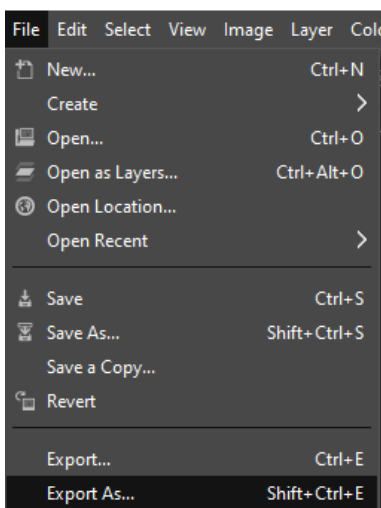 File Edit Select View Image Layer Colo
New... Ctrl+N
Create
Open... Ctrl+O
Open as Layers... Ctrl+Alt+O
Open Location...
Open Recent
Save Ctrl+S
Save As... Shift+Ctrl+S
Save a Copy...
Revert
Export... Ctrl+E
Export As... Shift+Ctrl+E